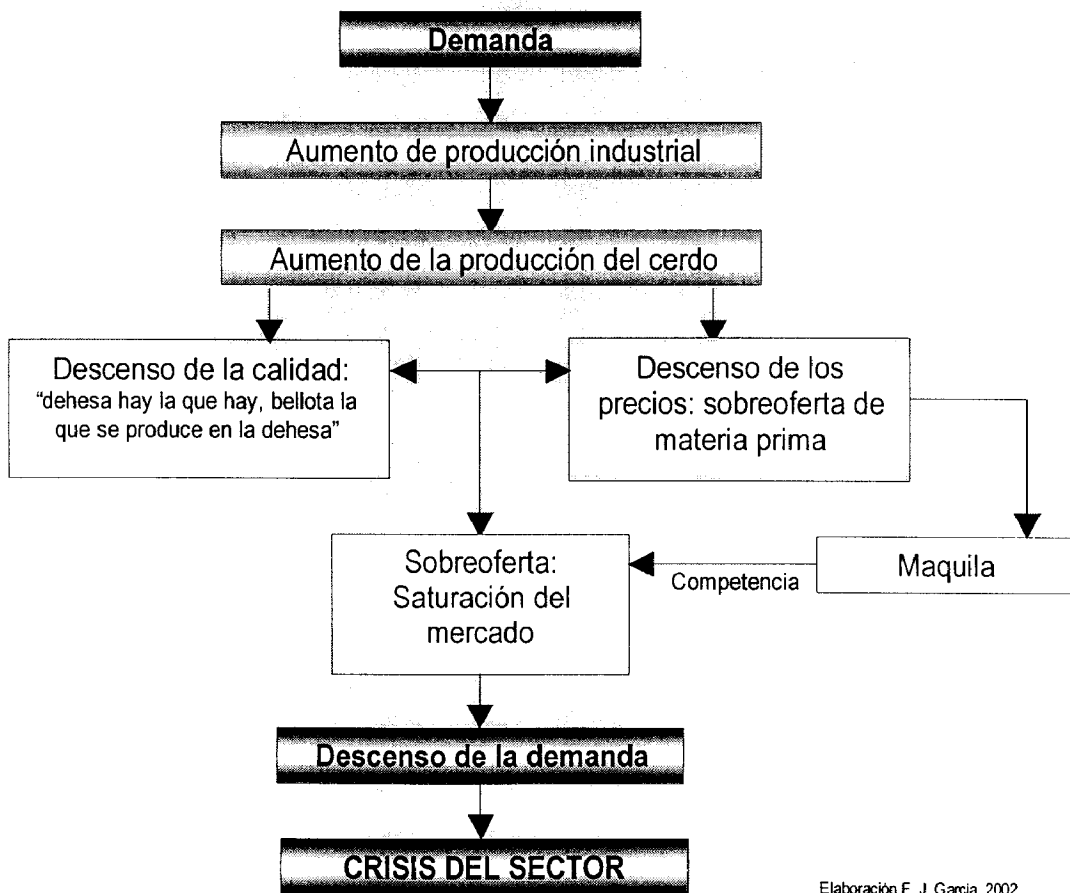 Demanda
Aumento de producción industrial
Aumento de la producción del cerdo
Descenso de la calidad:
“dehesa hay la que hay, bellota la
que se produce en la dehesa”
Descenso de los
precios: sobreoferta de
materia prima
Sobreoferta:
Saturación del
mercado
Competencia
Maquila
Descenso de la demanda
CRISIS DEL SECTOR
Elaboración F. J. García, 2002